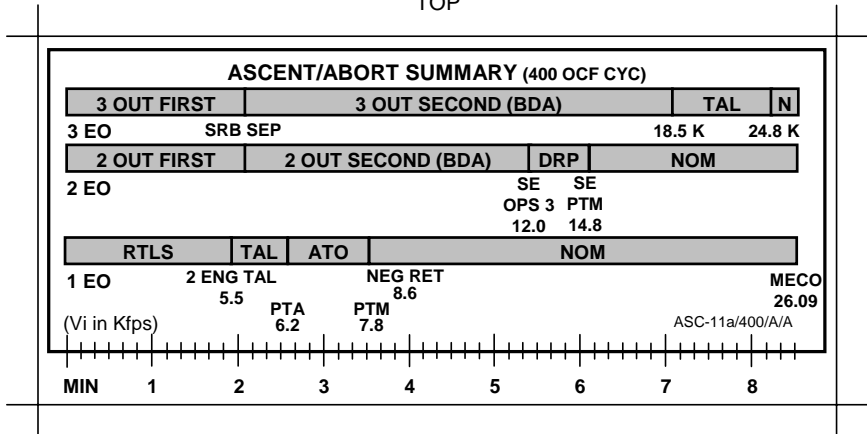 TOP
ASCENT/ABORT SUMMARY (400 OCF CYC)
3 OUT FIRST 3 OUT SECOND (BDA) TAL N
3 EO SRB SEP 18.5 K 24.8 K
2 OUT FIRST 2 OUT SECOND (BDA) DRP NOM
2 EO SE SE
OPS 3 PTM
12.0 14.8
RTLS TAL ATO NOM
1 EO 2 ENG TAL NEG RET MECO
5.5 8.6 26.09
PTA PTM
(Vi in Kfps) 6.2 7.8 ASC-11a/400/A/A
MIN 1 2 3 4 5 6 7 8